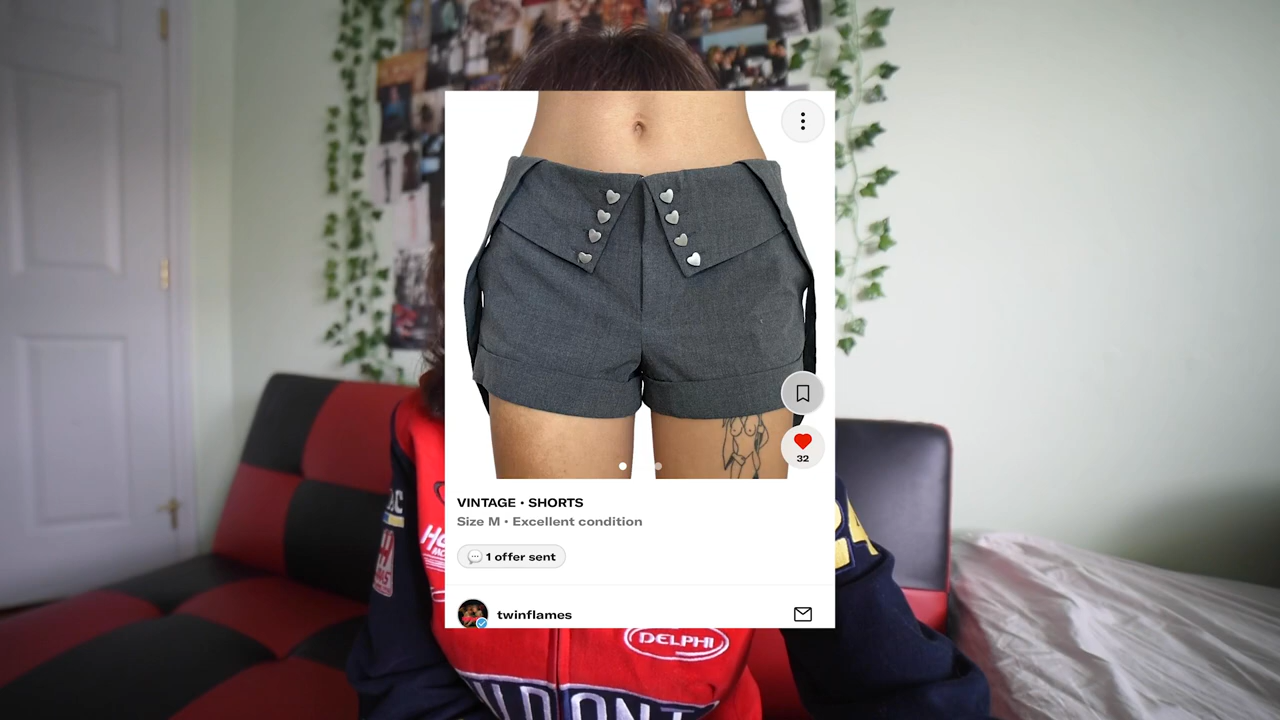 VINTAGE • SHORTS
Size M • Excellent condition
1 offer sent
twinflames
32
DELPHI